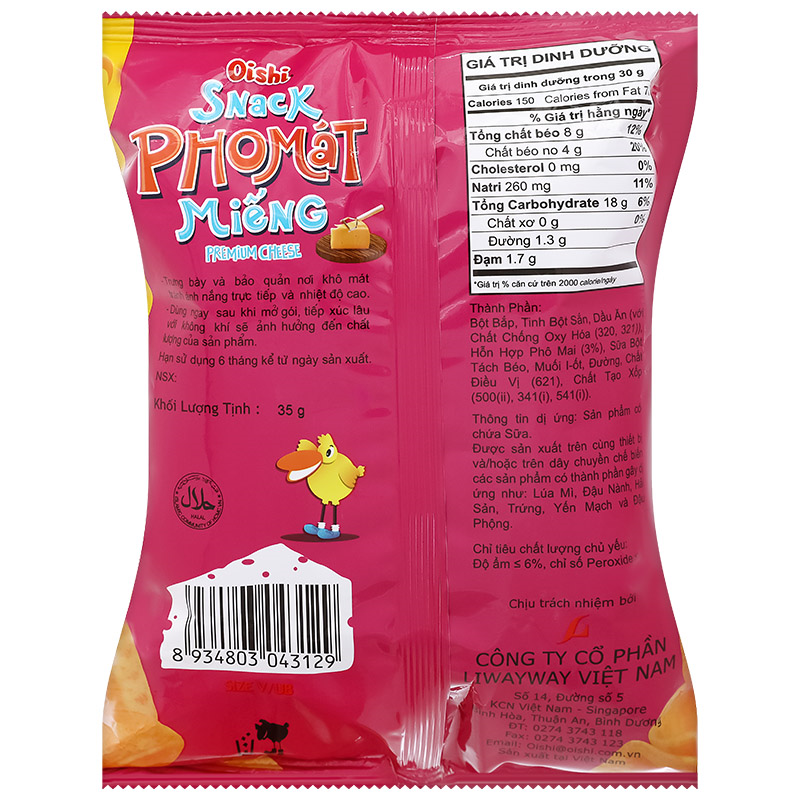 Oishi
Snack
PHOMÁT
Miếng
PREMIUM CHEESE
-Trưng bày và bảo quản nơi khô mát
ánh nắng trực tiếp và nhiệt độ cao.
-Dùng ngay sau khi mở gói, tiếp xúc lâu
với không khí sẽ ảnh hưởng đến chất
lượng của sản phẩm.
Hạn sử dụng 6 tháng kể từ ngày sản xuất.
NSX:
Khối Lượng Tịnh : 35 g
HALAL
8 934803 043129
SIZE V/UB
GIÁ TRỊ DINH DƯỠNG
Giá trị dinh dưỡng trong 30 g
Calories 150 Calories from Fat 7
% Giá trị hằng ngày*
Tổng chất béo 8 g 12%
Chất béo no 4 g 20%
Cholesterol 0 mg 0%
Natri 260 mg 11%
Tổng Carbohydrate 18 g 6%
Chất xơ 0 g 0%
Đường 1.3 g
Đạm 1.7 g
*Giá trị % căn cứ trên 2000 calorie/ngày
Thành Phần:
Bột Bắp, Tinh Bột Sắn, Dầu Ăn (với
Chất Chống Oxy Hóa (320, 321)),
Hỗn Hợp Phô Mai (3%), Sữa Bột
Tách Béo, Muối I-ốt, Đường, Chất
Điều Vị (621), Chất Tạo Xốp
(500(ii), 341(i), 541(i)).
Thông tin dị ứng: Sản phẩm có
chứa Sữa.
Được sản xuất trên cùng thiết bị
và/hoặc trên dây chuyền chế biến
các sản phẩm có thành phần gây dị
ứng như: Lúa Mì, Đậu Nành, Hải
Sản, Trứng, Yến Mạch và Đậu
Phộng.
Chỉ tiêu chất lượng chủ yếu:
Độ ẩm ≤ 6%, chỉ số Peroxide
Chịu trách nhiệm bởi
CÔNG TY CỔ PHẦN
LIWAYWAY VIỆT NAM
Số 14, Đường số 5
KCN Việt Nam - Singapore
Bình Hòa, Thuận An, Bình Dương
ĐT: 0274 3743 118
Fax: 0274 3743 123
Email: Oishi@oishi.com.vn
Sản xuất tại Việt Nam